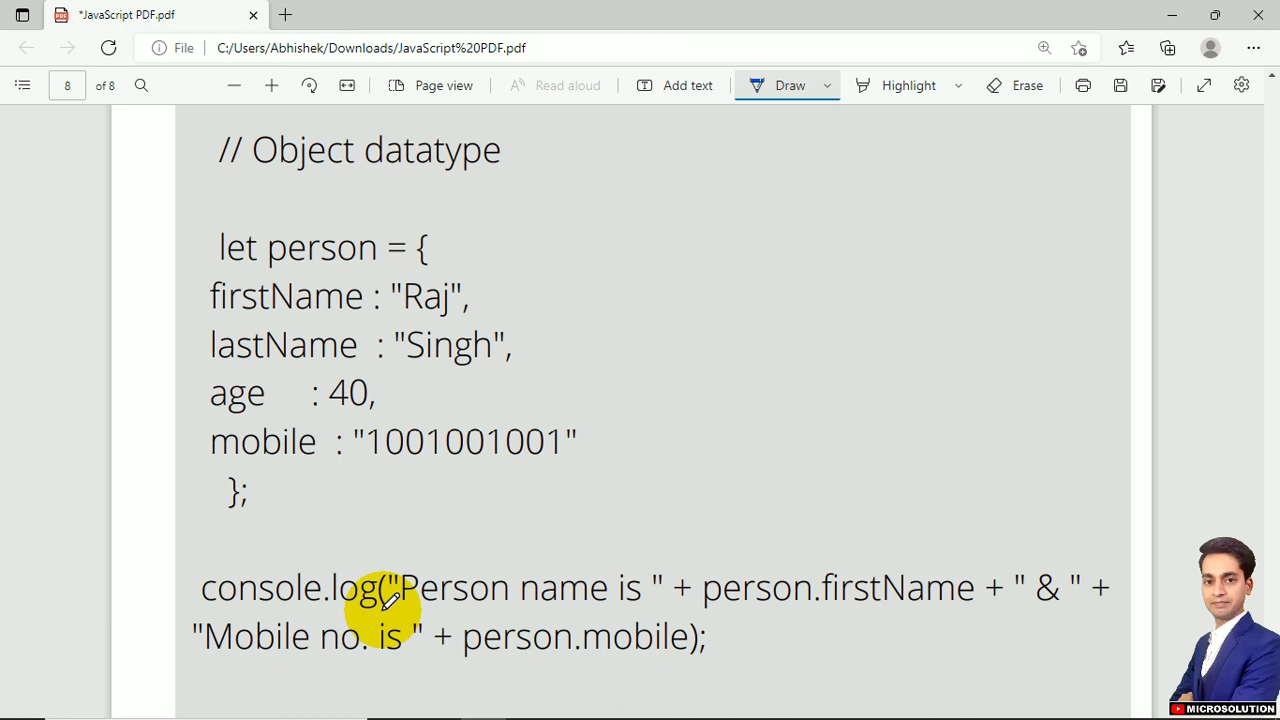 *JavaScript PDF.pdf
File C:/Users/Abhishek/Downloads/JavaScript%20PDF.pdf
8 of 8 Page view Read aloud Add text Draw Highlight Erase
// Object datatype
let person = {
firstName : "Raj",
lastName : "Singh",
age : 40,
mobile : "1001001001"
};
console.log("Person name is " + person.firstName + " & " +
"Mobile no. is " + person.mobile);
MICROSOLUTION